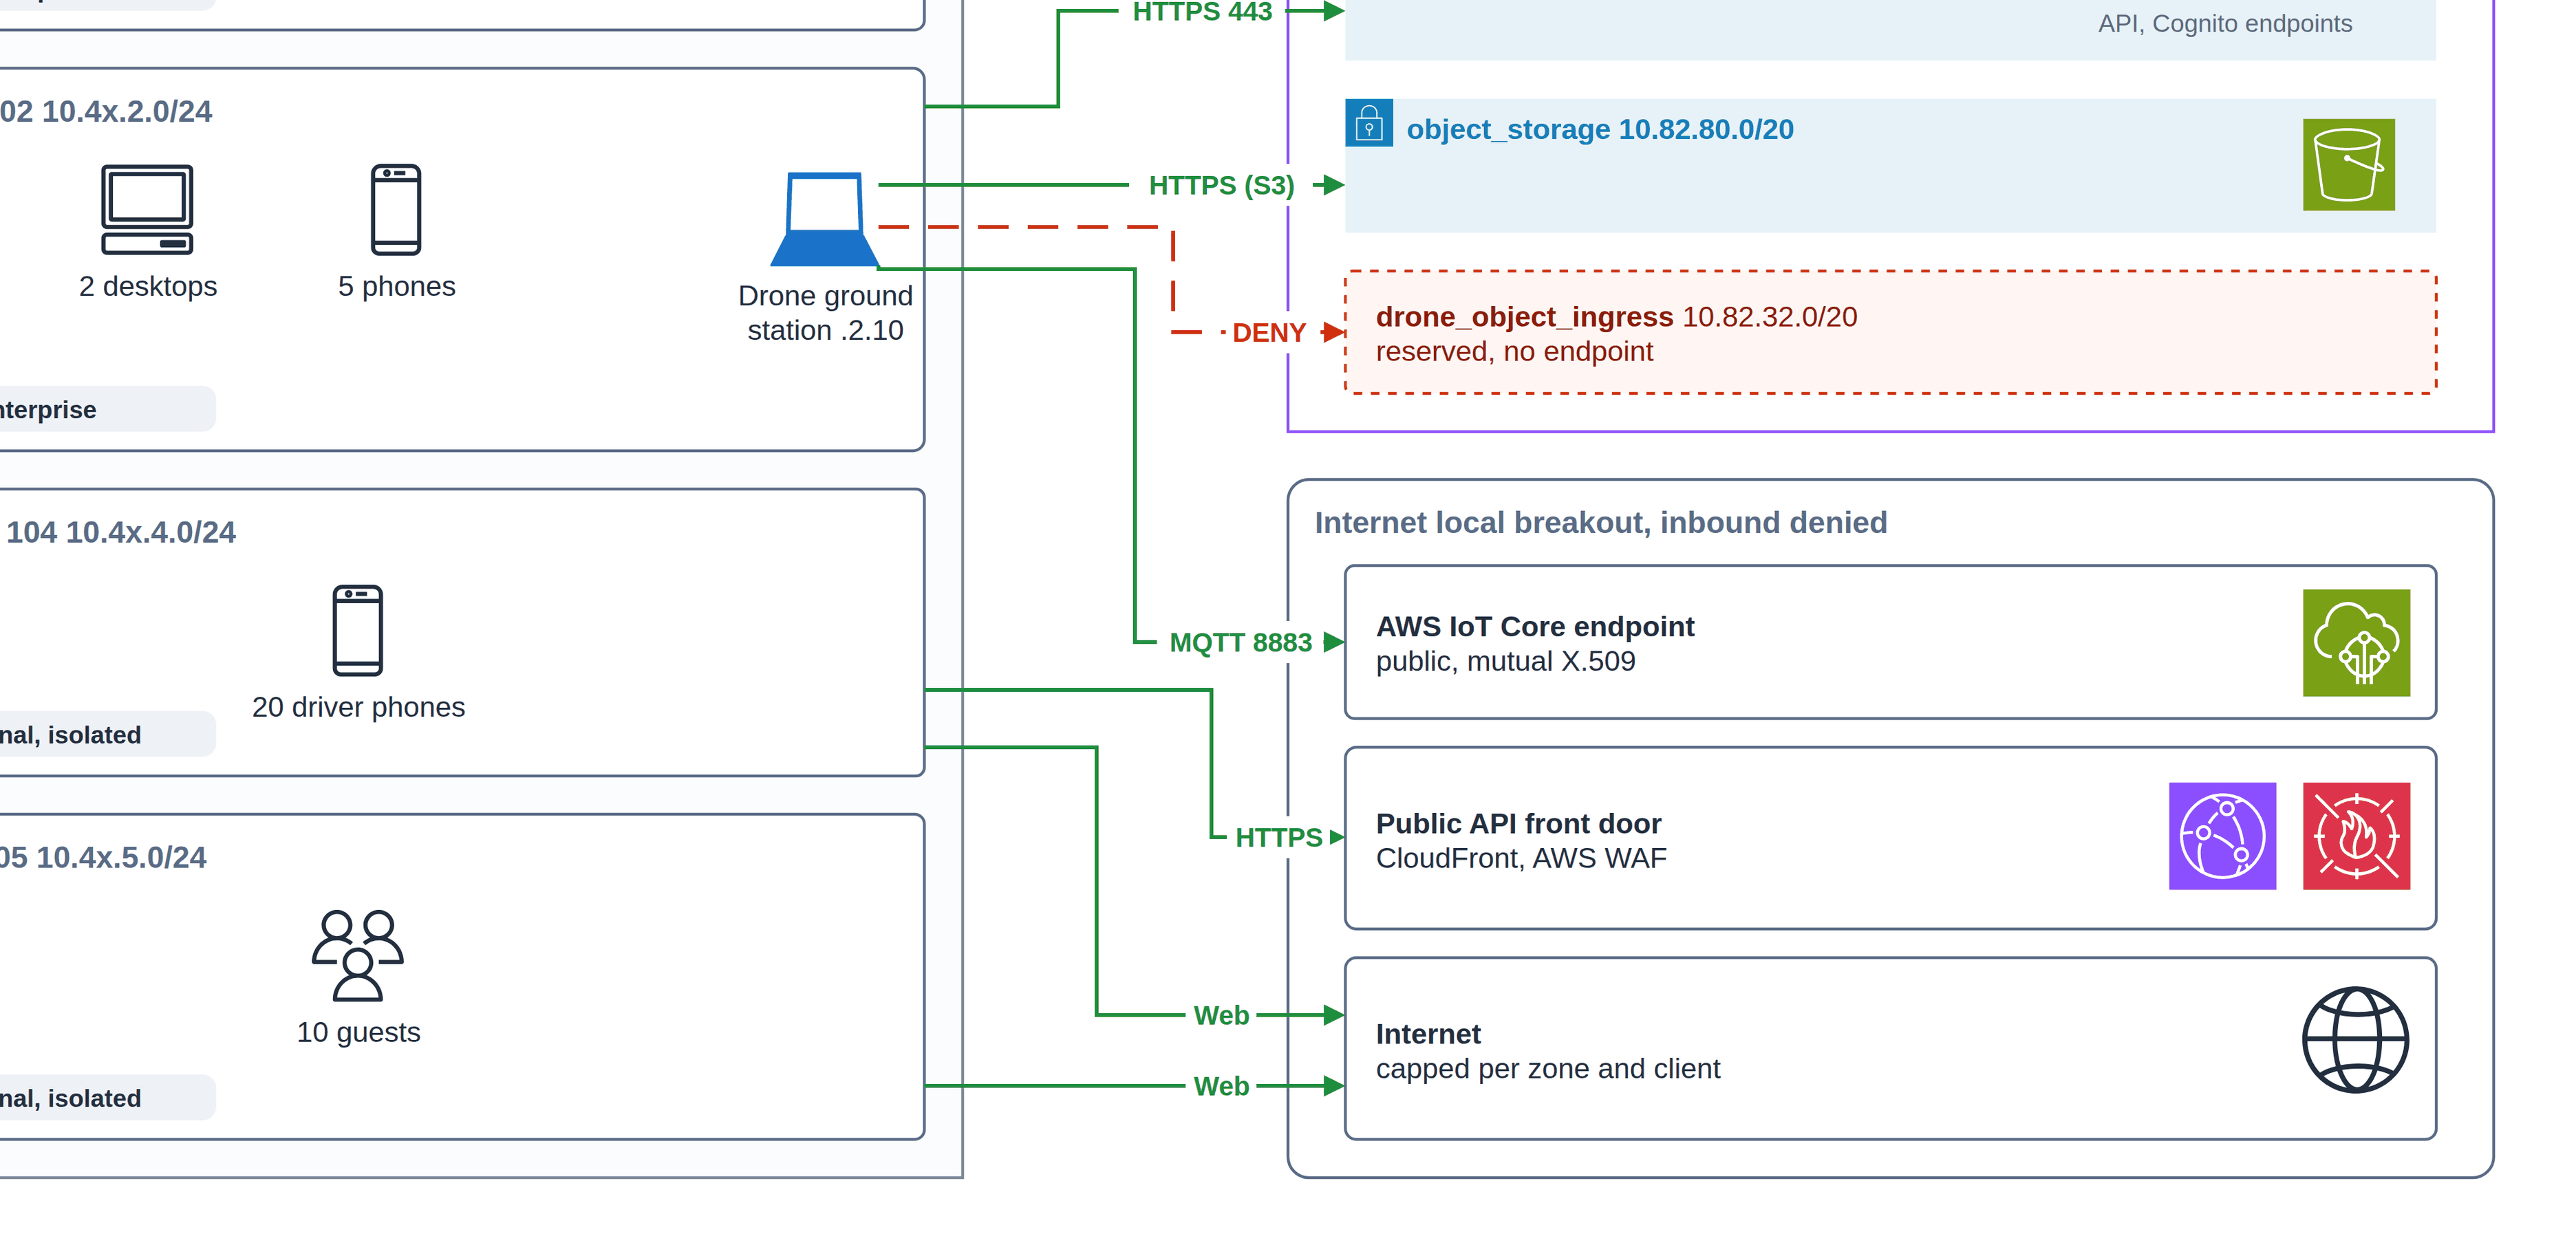 HTTPS 443
API, Cognito endpoints
02 10.4x.2.0/24
2 desktops
5 phones
Drone ground
station .2.10
nterprise
HTTPS (S3)
DENY
object_storage 10.82.80.0/20
drone_object_ingress 10.82.32.0/20
reserved, no endpoint
104 10.4x.4.0/24
20 driver phones
nal, isolated
05 10.4x.5.0/24
10 guests
nal, isolated
MQTT 8883
HTTPS
Web
Web
Internet local breakout, inbound denied
AWS IoT Core endpoint
public, mutual X.509
Public API front door
CloudFront, AWS WAF
Internet
capped per zone and client